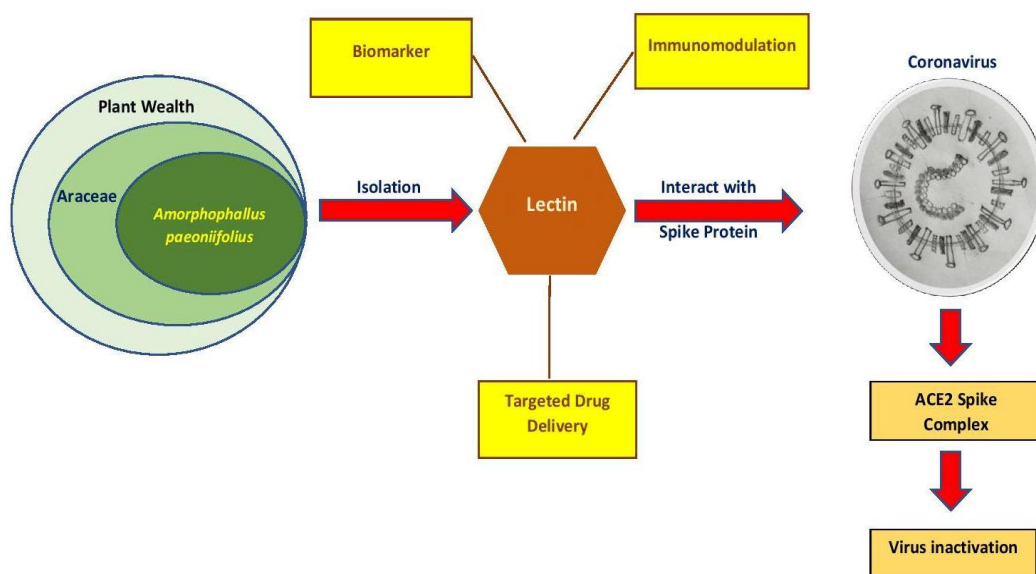 Plant Wealth
Araceae
Amorphophallus
paeoniifolius
Isolation
Biomarker
Immunomodulation
Lectin
Targeted Drug
Delivery
Interact with
Spike Protein
Coronavirus
ACE2 Spike
Complex
Virus inactivation